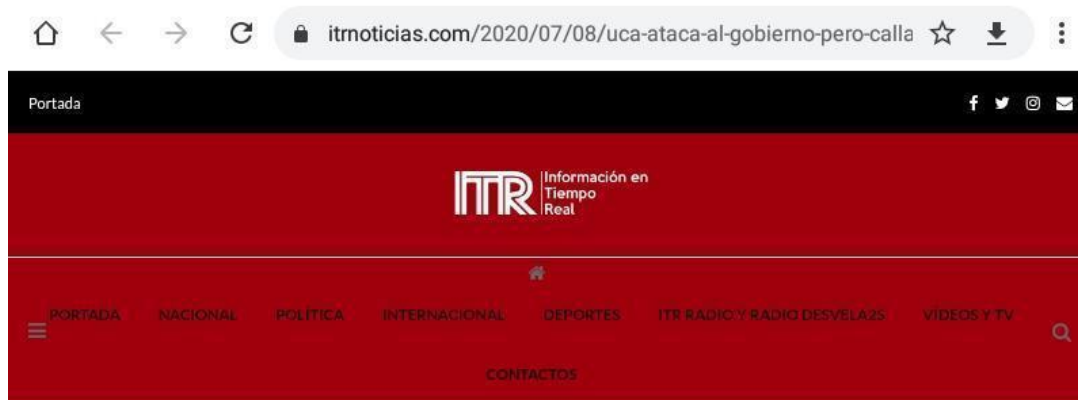 itrnoticias.com/2020/07/08/uca-ataca-al-gobierno-pero-calla
Portada
ITR Información en
Tiempo
Real
PORTADA NACIONAL POLÍTICA INTERNACIONAL DEPORTES ITR RADIO Y RADIO DESVELA2S VÍDEOS Y TV
CONTACTOS